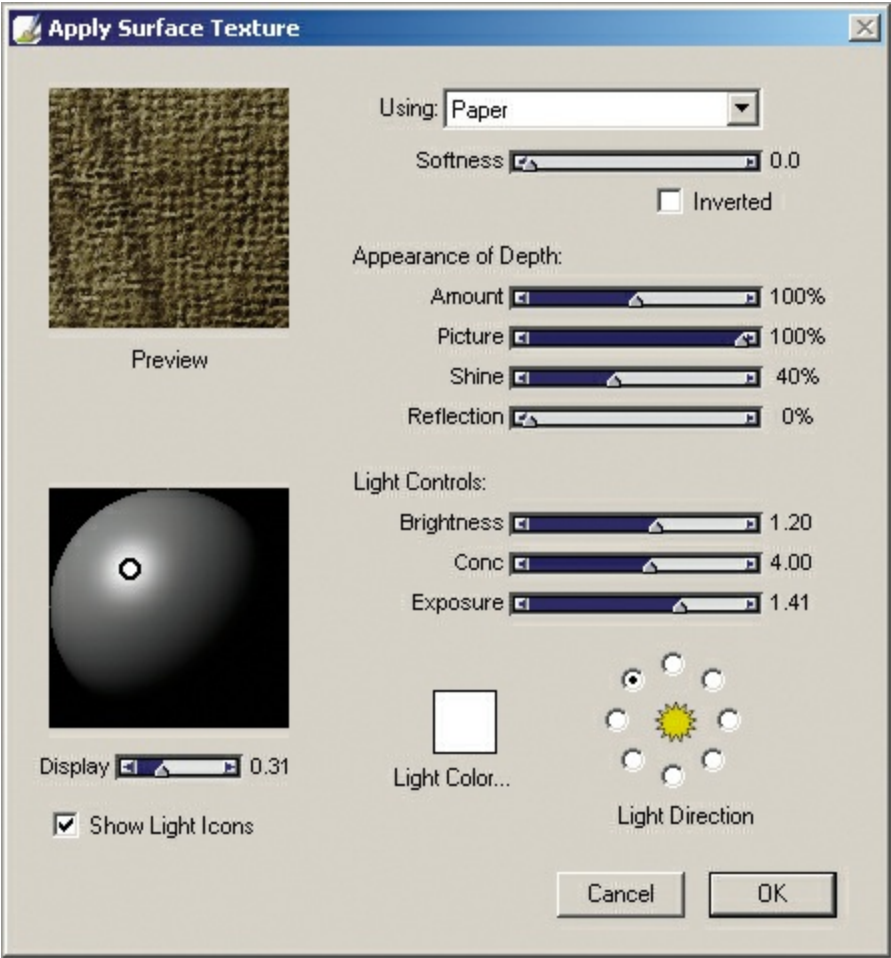 Apply Surface Texture
Using: Paper
Softness 0.0
Inverted
Appearance of Depth:
Amount 100%
Picture 100%
Shine 40%
Reflection 0%
Preview
Light Controls:
Brightness 1.20
Conc 4.00
Exposure 1.41
Display 0.31
Show Light Icons
Light Color...
Light Direction
Cancel OK